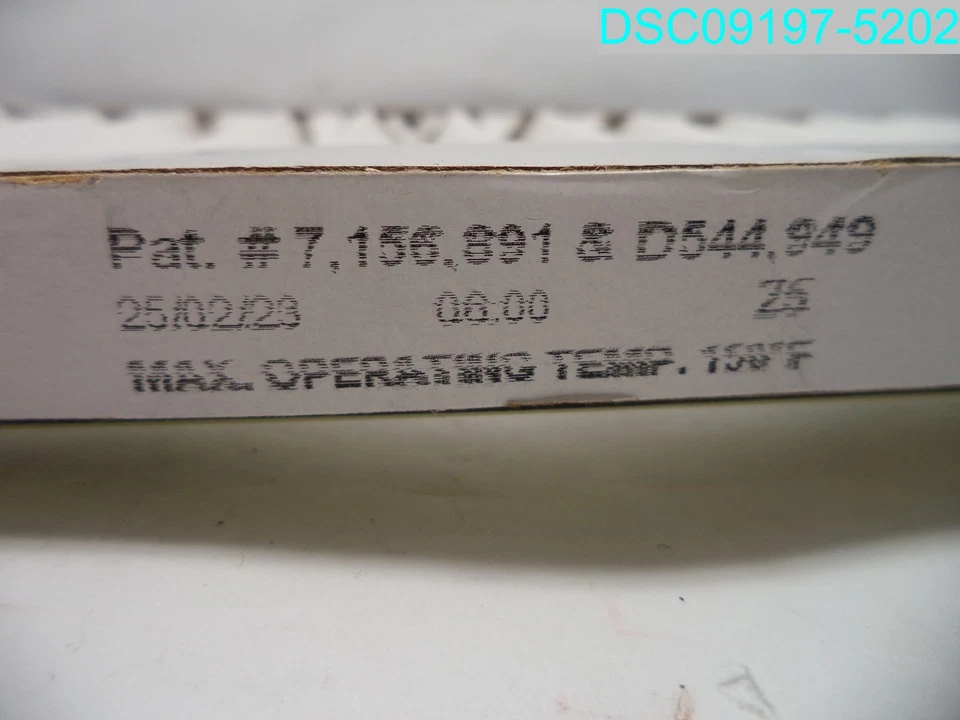 DSC09197-5202
Pat. # 7,156,891 & D544,949
25/02/23 08:00 25
MAX. OPERATING TEMP. 150°F